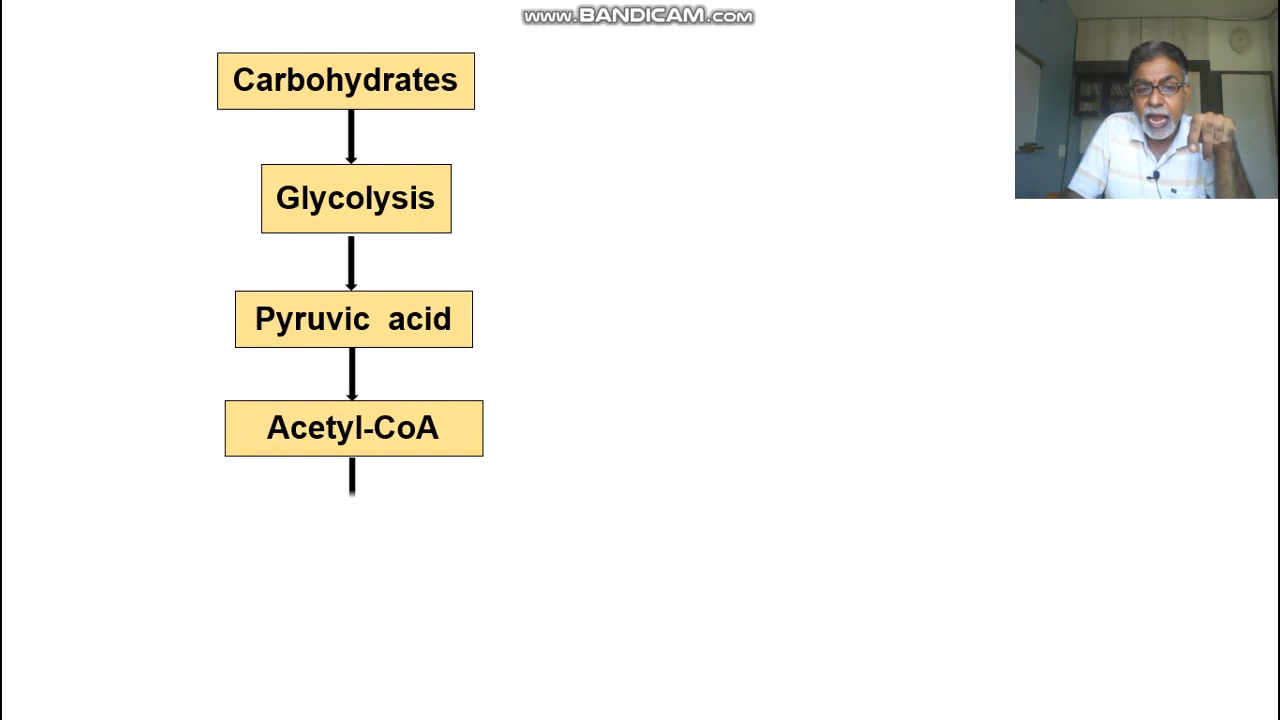 www.BANDICAM.com
Carbohydrates
Glycolysis
Pyruvic acid
Acetyl-CoA